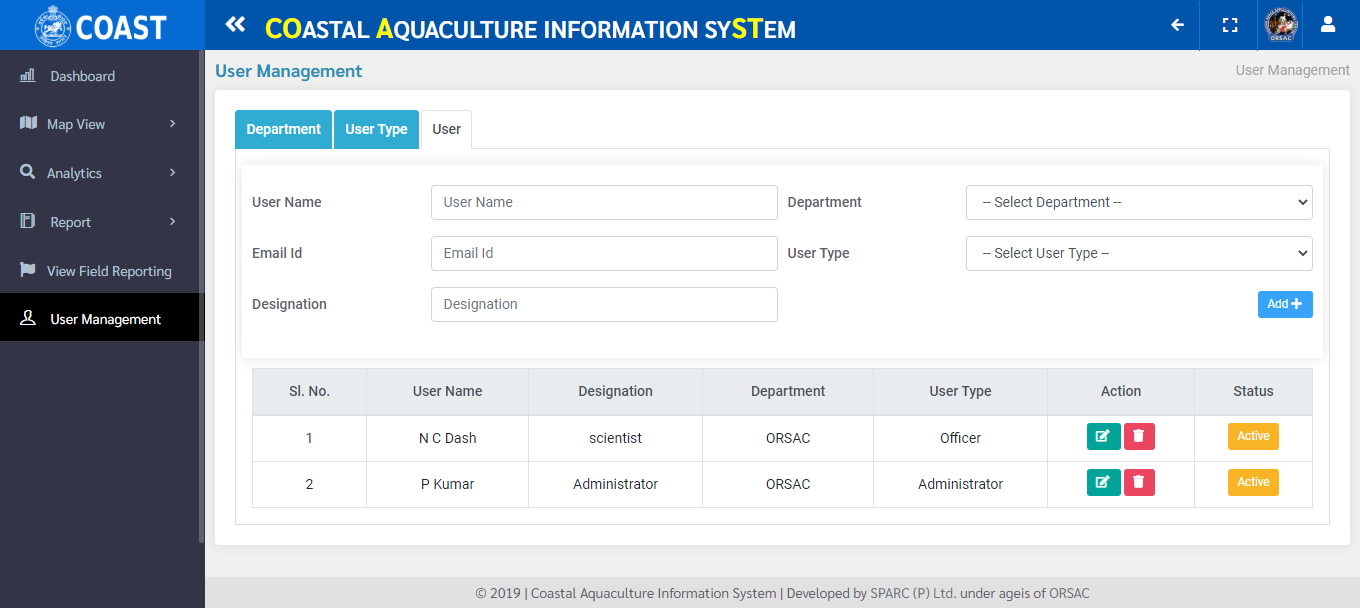 COAST
COASTAL AQUACULTURE INFORMATION SYSTEM
ORSAC
Dashboard
Map View
Analytics
Report
View Field Reporting
User Management
User Management
User Management
Department User Type User
User Name User Name Department -- Select Department --
Email Id Email Id User Type -- Select User Type --
Designation Designation Add
Sl. No. User Name Designation Department User Type Action Status
1 N C Dash scientist ORSAC Officer Active
2 P Kumar Administrator ORSAC Administrator Active
© 2019 | Coastal Aquaculture Information System | Developed by SPARC (P) Ltd. under ageis of ORSAC